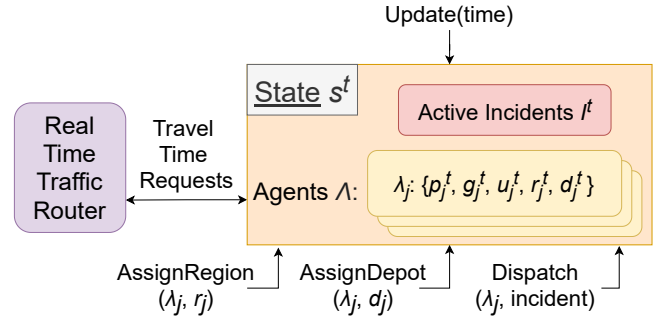 Update(time)
State s^t
Active Incidents I^t
Real
Time
Traffic
Router
Travel
Time
Requests
Agents Λ:
λ_j: {p_j^t, g_j^t, u_j^t, r_j^t, d_j^t}
AssignRegion
(λ_j, r_j)
AssignDepot
(λ_j, d_j)
Dispatch
(λ_j, incident)